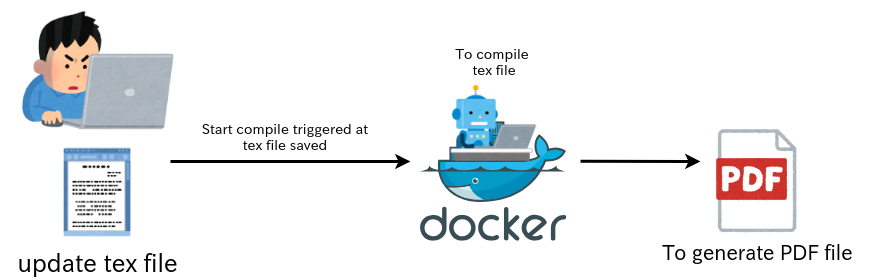 To compile
tex file
Start compile triggered at
tex file saved
PDF
docker
To generate PDF file
update tex file